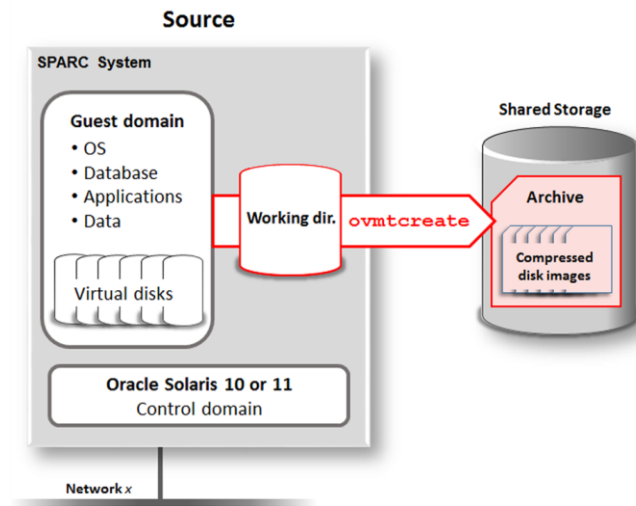 Source
SPARC System
Guest domain
• OS
• Database
• Applications
• Data
Virtual disks
Working dir.
ovmtcreate
Shared Storage
Archive
Compressed
disk images
Oracle Solaris 10 or 11
Control domain
Network x